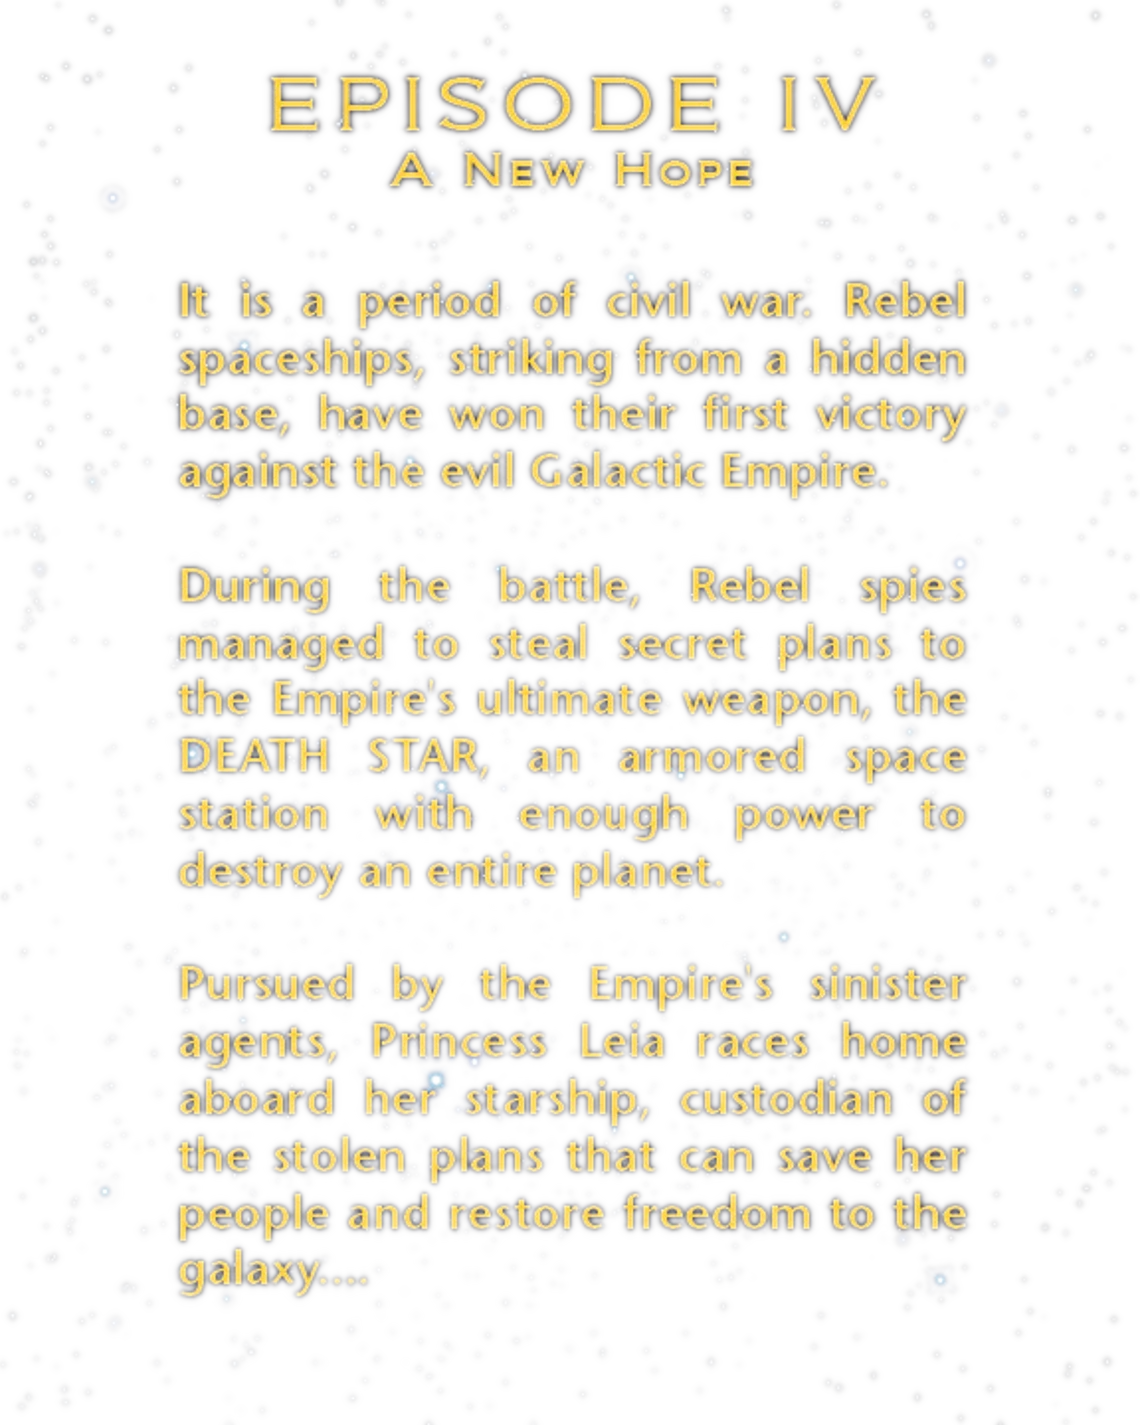 EPISODE IV
A NEW HOPE
It is a period of civil war. Rebel
spaceships, striking from a hidden
base, have won their first victory
against the evil Galactic Empire.
During the battle, Rebel spies
managed to steal secret plans to
the Empire's ultimate weapon, the
DEATH STAR, an armored space
station with enough power to
destroy an entire planet.
Pursued by the Empire's sinister
agents, Princess Leia races home
aboard her starship, custodian of
the stolen plans that can save her
people and restore freedom to the
galaxy....